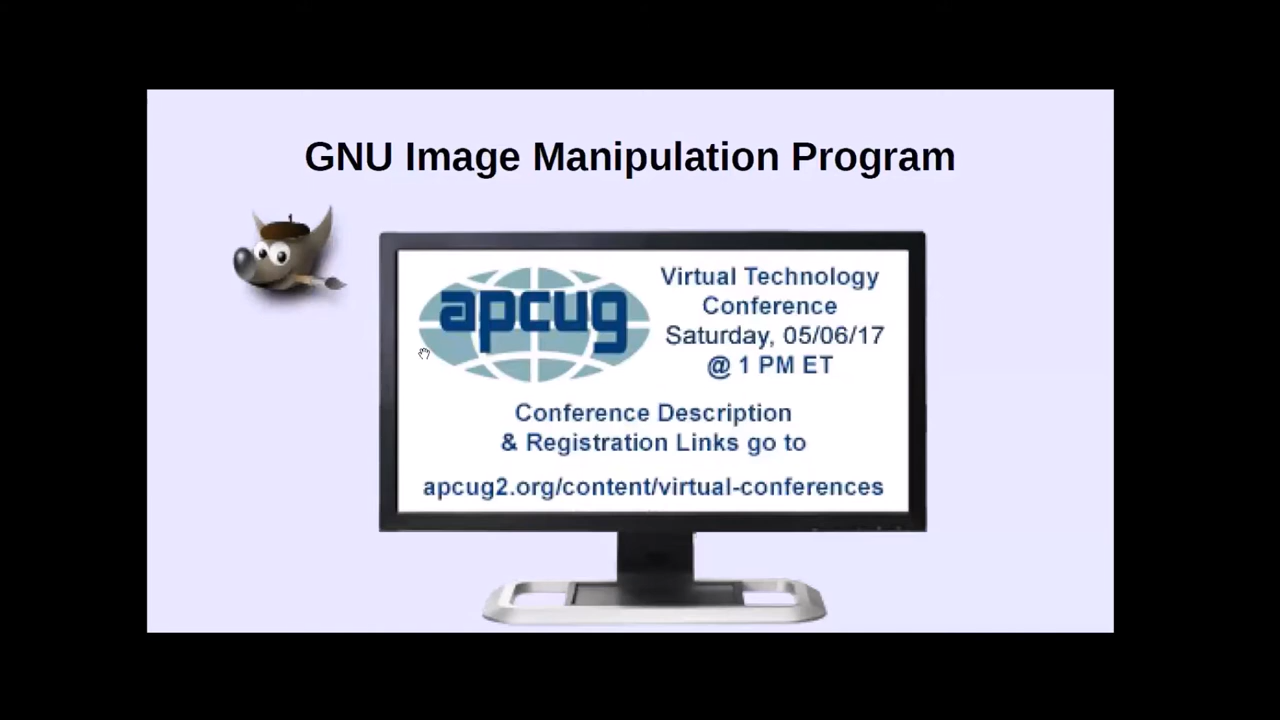 GNU Image Manipulation Program
apcug
Virtual Technology
Conference
Saturday, 05/06/17
@ 1 PM ET
Conference Description
& Registration Links go to
apcug2.org/content/virtual-conferences